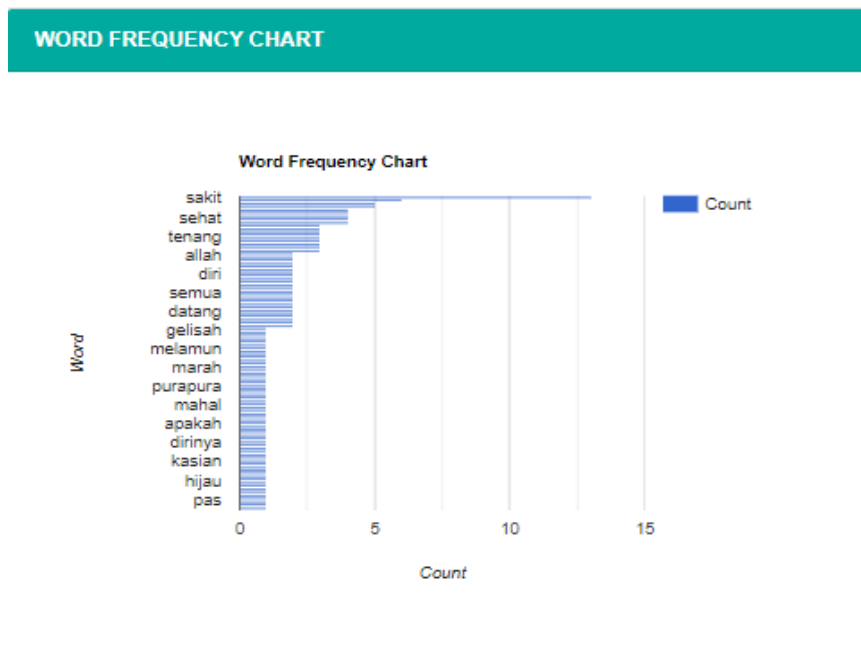 WORD FREQUENCY CHART
Word Frequency Chart
sakit
sehat
tenang
allah
diri
semua
datang
gelisah
melamun
marah
purapura
mahal
apakah
dirinya
kasian
hijau
pas
Word
0 5 10 15
Count
Count